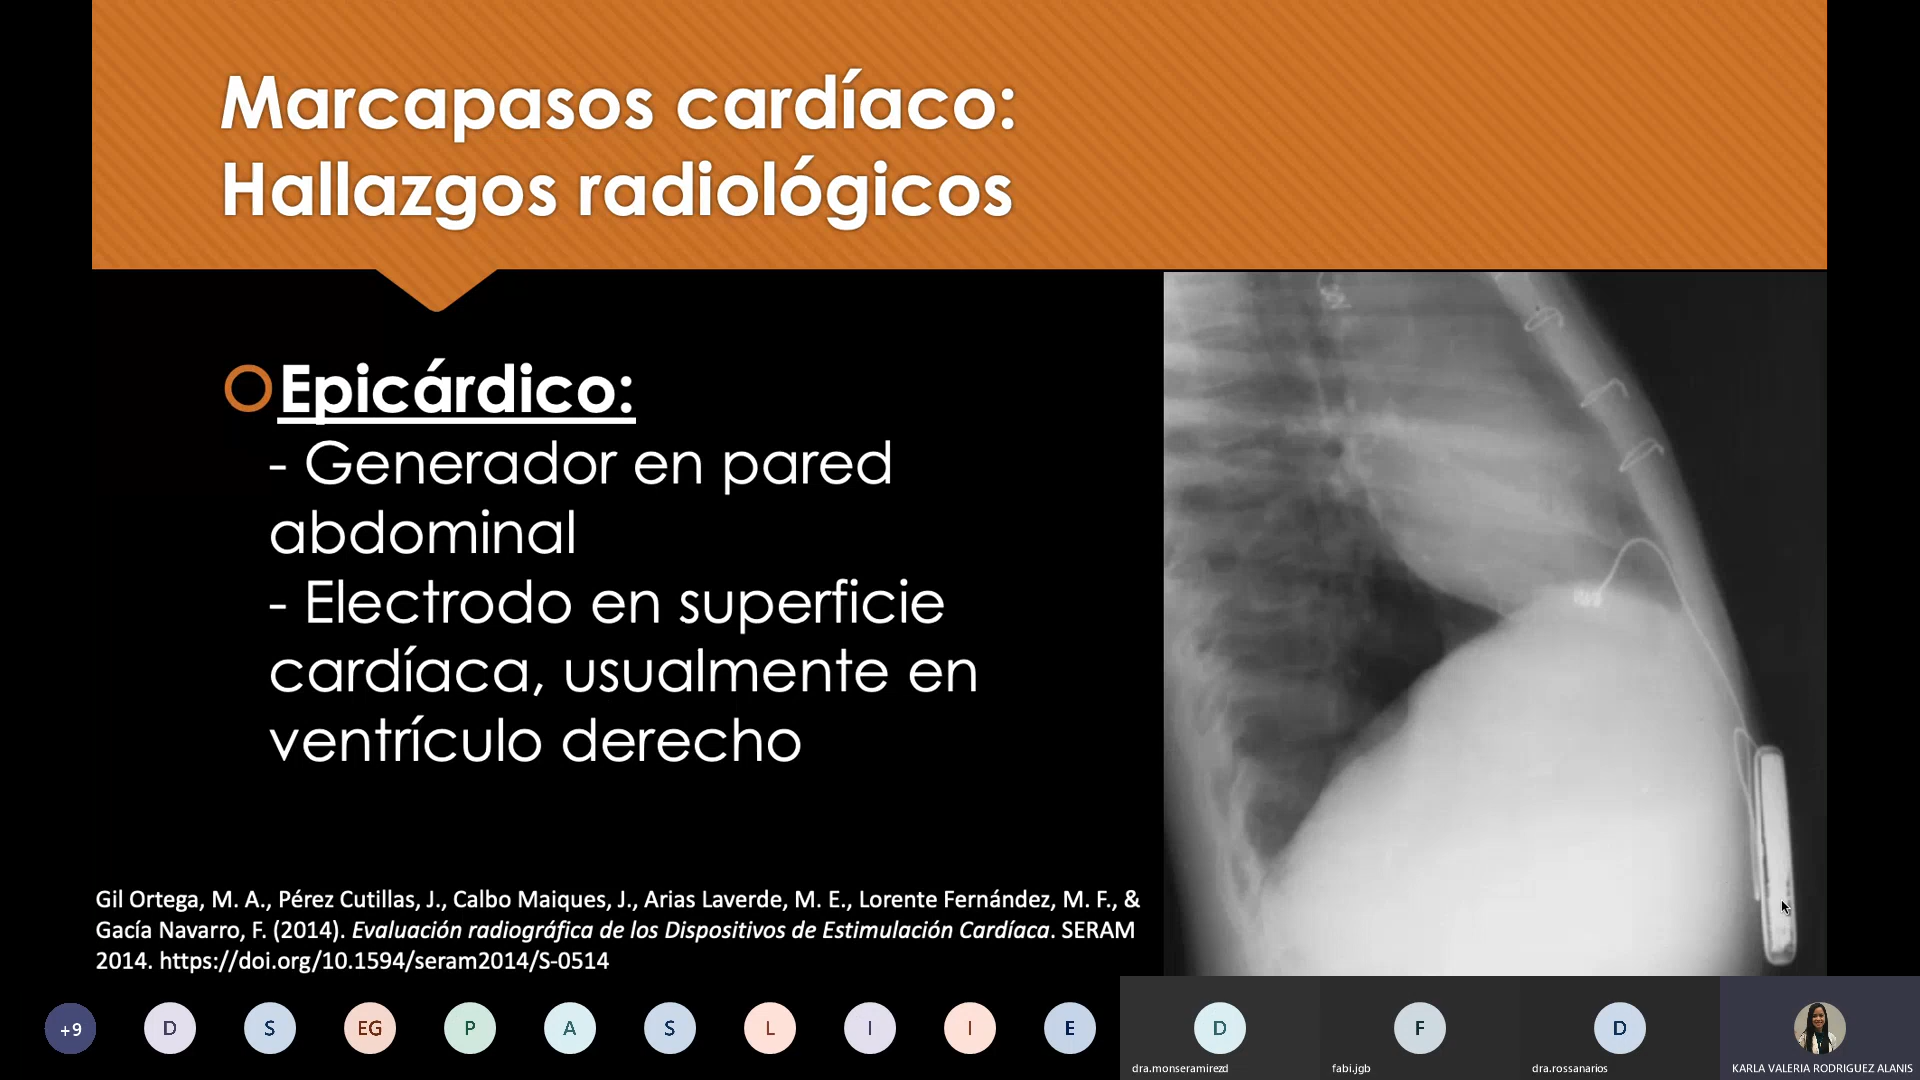 Marcapasos cardíaco:
Hallazgos radiológicos
Epicárdico:
- Generador en pared
abdominal
- Electrodo en superficie
cardíaca, usualmente en
ventrículo derecho
Gil Ortega, M. A., Pérez Cutillas, J., Calbo Maiques, J., Arias Laverde, M. E., Lorente Fernández, M. F., &
Gacía Navarro, F. (2014). Evaluación radiográfica de los Dispositivos de Estimulación Cardíaca. SERAM
2014. https://doi.org/10.1594/seram2014/S-0514
+9 D S EG P A S L I I E D F D
dra.monseramirezd fabi.jgb dra.rossanarios KARLA VALERIA RODRIGUEZ ALANIS